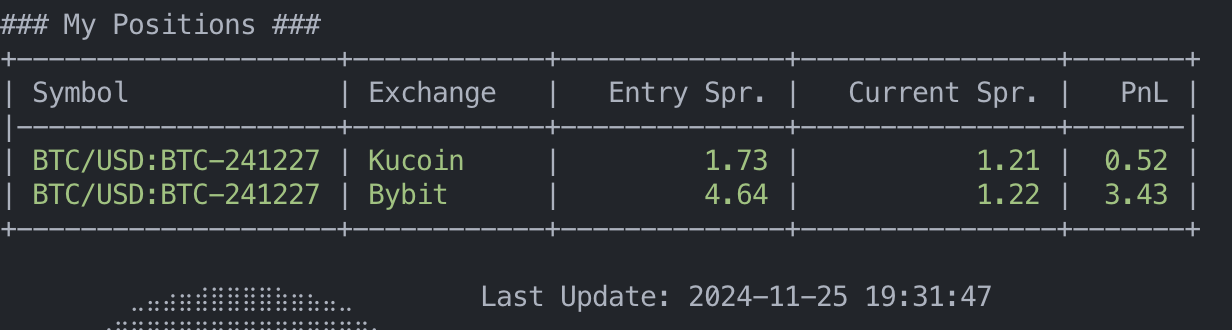 ### My Positions ###
+--------------------+------------+--------------+----------------+-------+
| Symbol             | Exchange   |   Entry Spr. |   Current Spr. |   PnL |
|--------------------+------------+--------------+----------------+-------|
| BTC/USD:BTC-241227 | Kucoin     |         1.73 |           1.21 |  0.52 |
| BTC/USD:BTC-241227 | Bybit      |         4.64 |           1.22 |  3.43 |
+--------------------+------------+--------------+----------------+-------+
Last Update: 2024-11-25 19:31:47